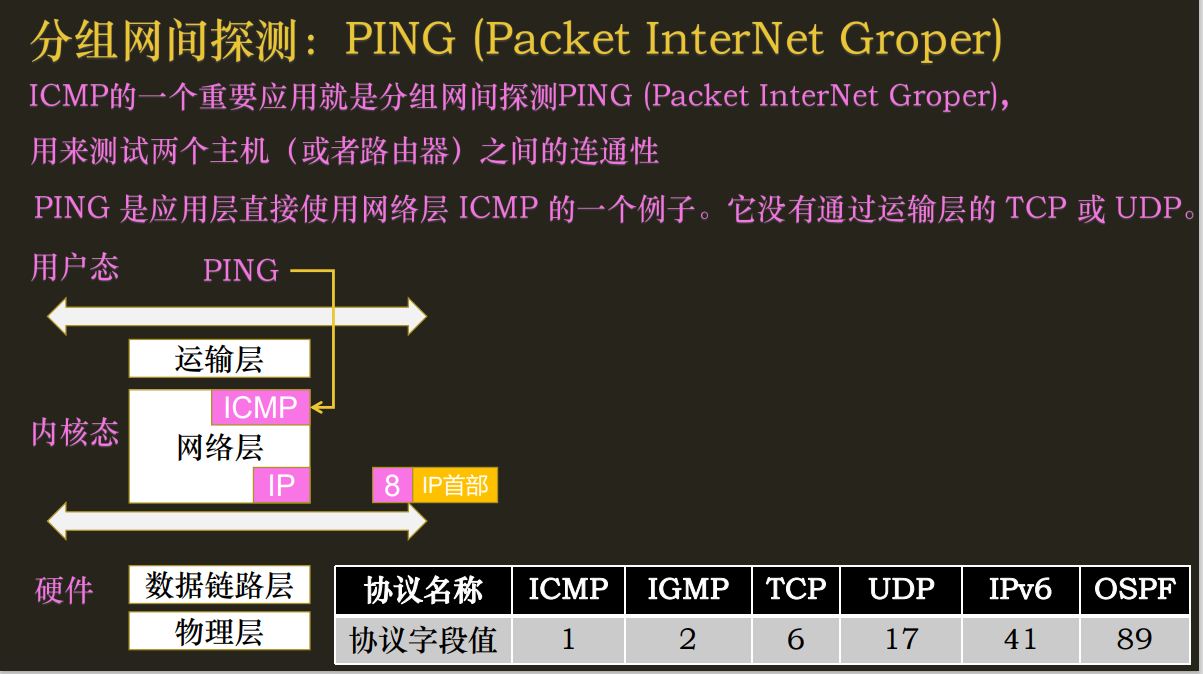 分组网间探测：PING (Packet InterNet Groper)
ICMP的一个重要应用就是分组网间探测PING (Packet InterNet Groper)，
用来测试两个主机（或者路由器）之间的连通性
PING 是应用层直接使用网络层 ICMP 的一个例子。它没有通过运输层的 TCP 或 UDP。
用户态 PING
运输层
ICMP
内核态
网络层
IP 8 IP首部
硬件
数据链路层
物理层
协议名称 ICMP IGMP TCP UDP IPv6 OSPF
协议字段值 1 2 6 17 41 89